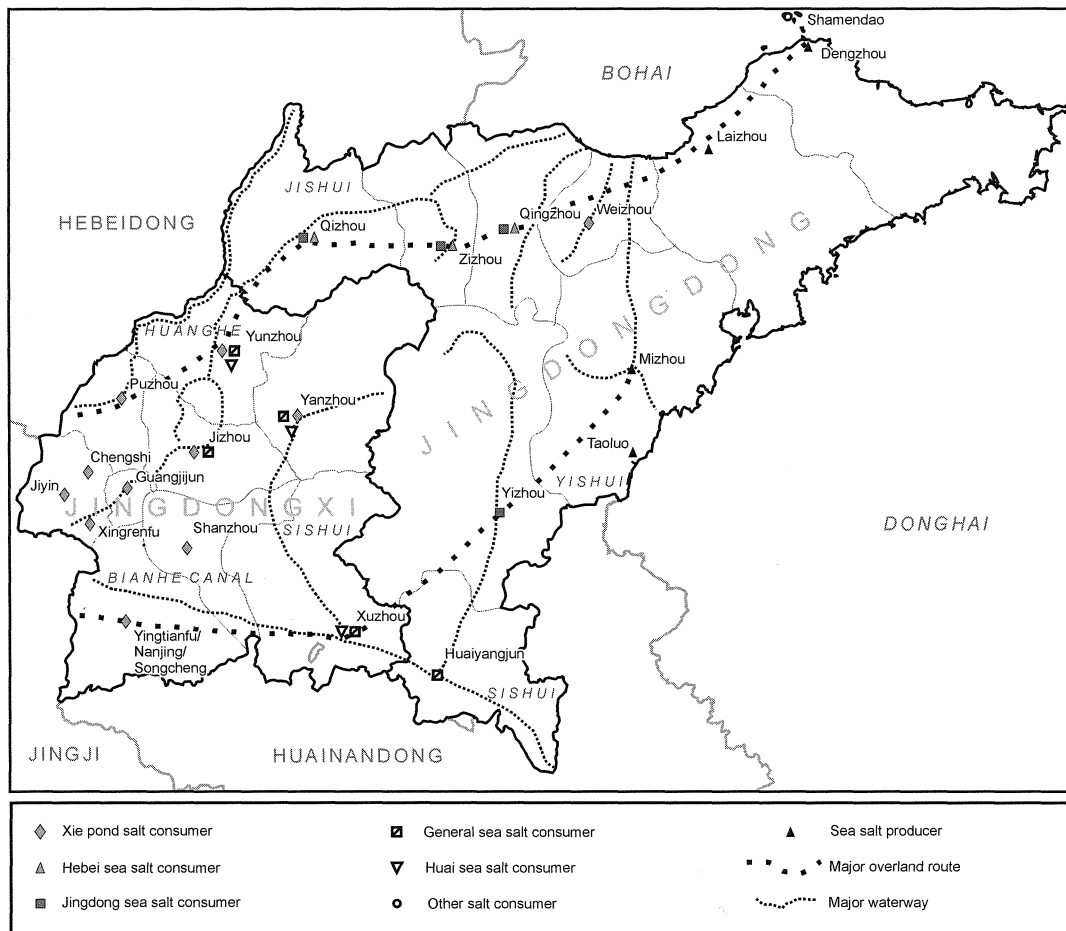 Shamendao
Dengzhou
BOHAI
Laizhou
JISHUI
HEBEIDONG
Qizhou
Qingzhou
Weizhou
Zizhou
JINGDONGDONG
HUANGHE
Yunzhou
Puzhou
Mizhou
Yanzhou
Jizhou
Taoluo
Chengshi
Guangjijun
Jiyin
YISHUI
JINGDONGXI
Yizhou
Xingrenfu
Shanzhou
SISHUI
DONGHAI
BIANHE CANAL
Xuzhou
Yingtianfu/
Nanjing/
Songcheng
Huaiyangjun
SISHUI
JINGJI
HUAINANDONG
Xie pond salt consumer
General sea salt consumer
Sea salt producer
Hebei sea salt consumer
Huai sea salt consumer
Major overland route
Jingdong sea salt consumer
Other salt consumer
Major waterway